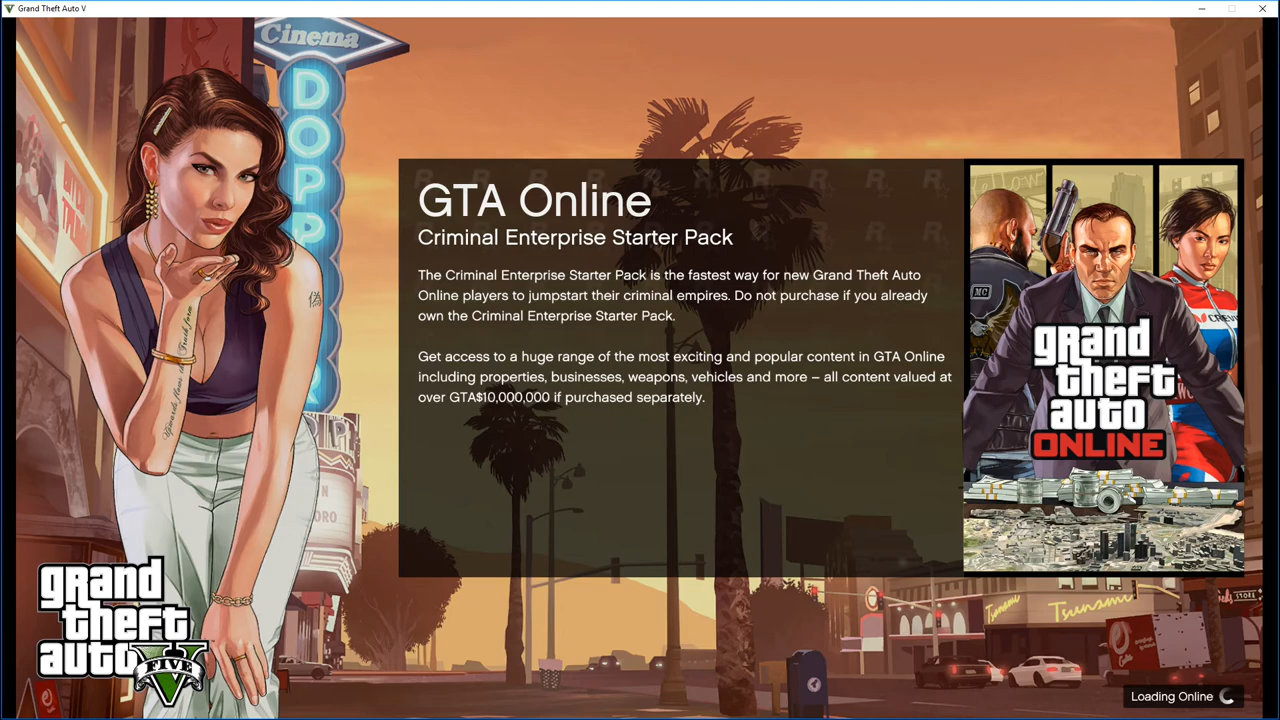 Grand Theft Auto V
Cinema
DOPP
GTA Online
Criminal Enterprise Starter Pack
The Criminal Enterprise Starter Pack is the fastest way for new Grand Theft Auto
Online players to jumpstart their criminal empires. Do not purchase if you already
own the Criminal Enterprise Starter Pack.
Get access to a huge range of the most exciting and popular content in GTA Online
including properties, businesses, weapons, vehicles and more – all content valued at
over GTA$10,000,000 if purchased separately.
MC
grand
theft
auto
ONLINE
grand
theft
auto
V
FIVE
Tsunami
Tsunami
Loading Online